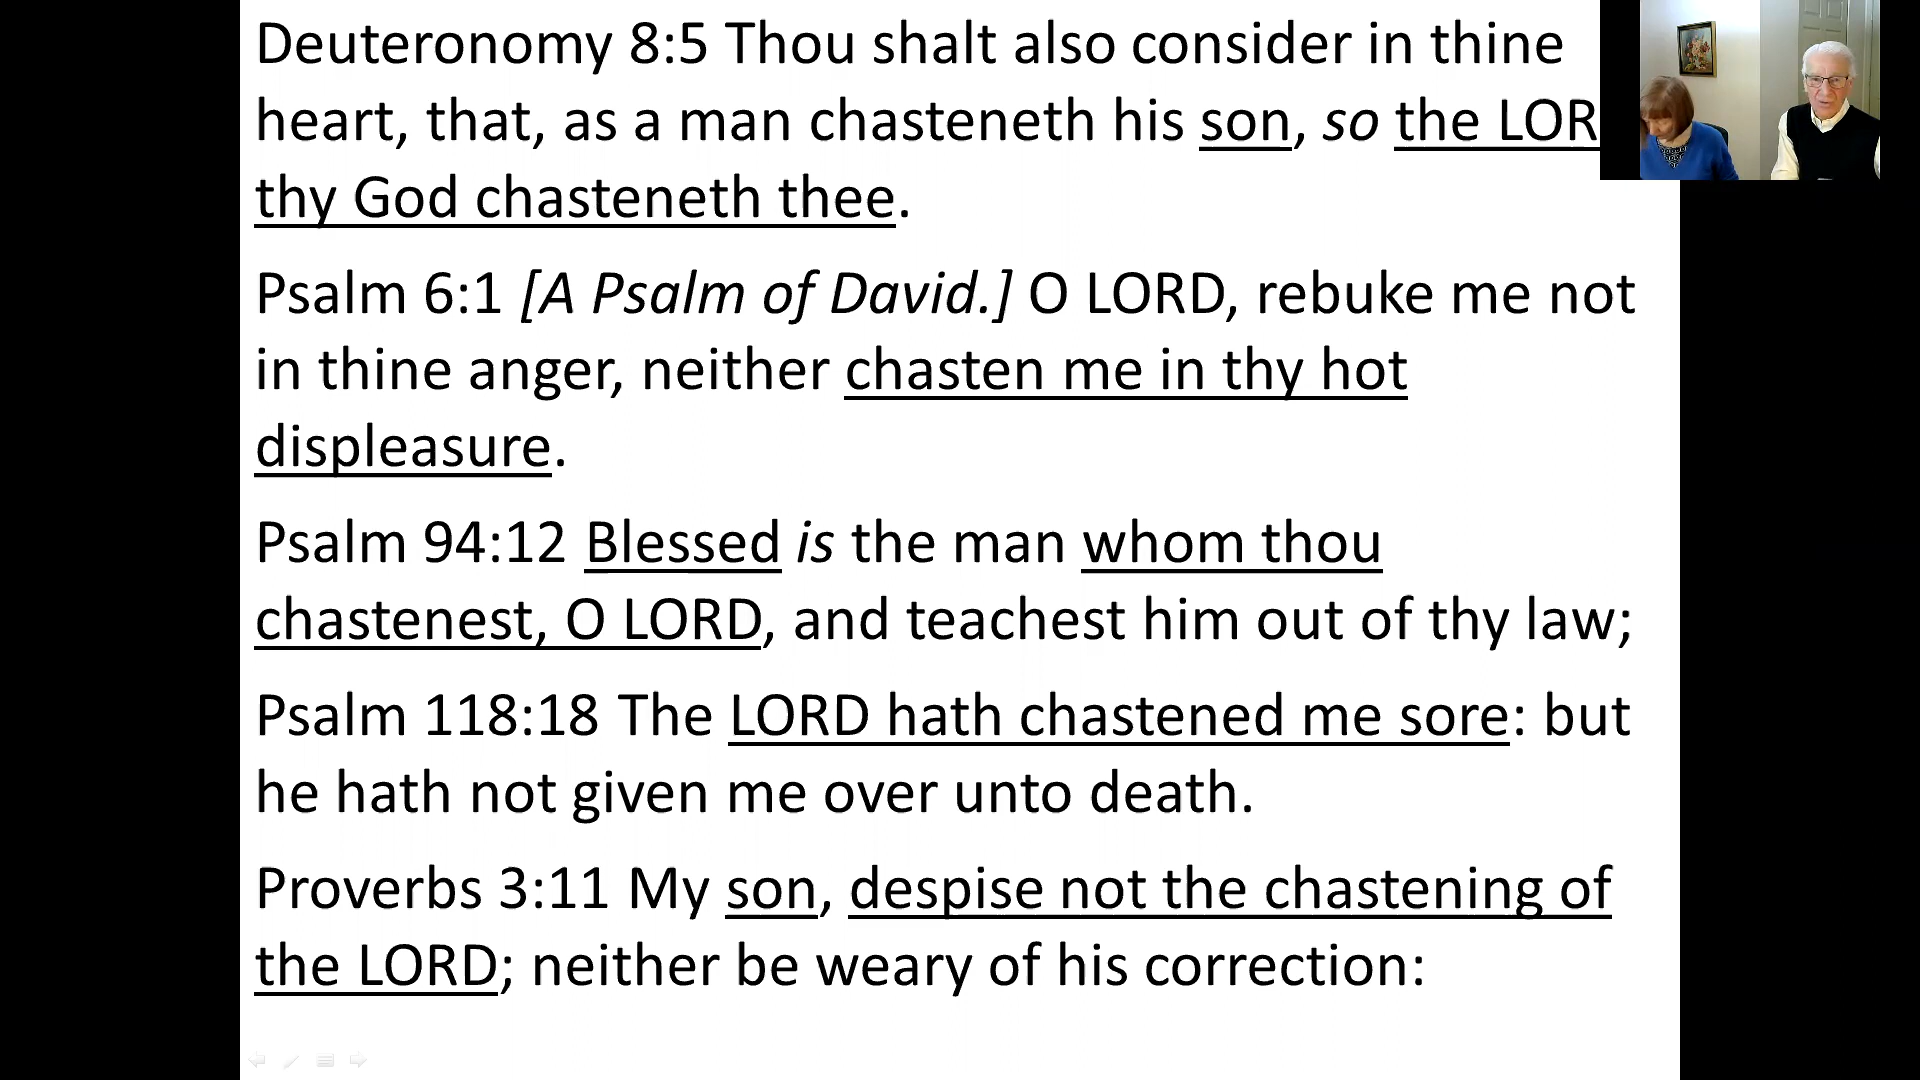 Deuteronomy 8:5 Thou shalt also consider in thine
heart, that, as a man chasteneth his son, so the LOR
thy God chasteneth thee.
Psalm 6:1 [A Psalm of David.] O LORD, rebuke me not
in thine anger, neither chasten me in thy hot
displeasure.
Psalm 94:12 Blessed is the man whom thou
chastenest, O LORD, and teachest him out of thy law;
Psalm 118:18 The LORD hath chastened me sore: but
he hath not given me over unto death.
Proverbs 3:11 My son, despise not the chastening of
the LORD; neither be weary of his correction: